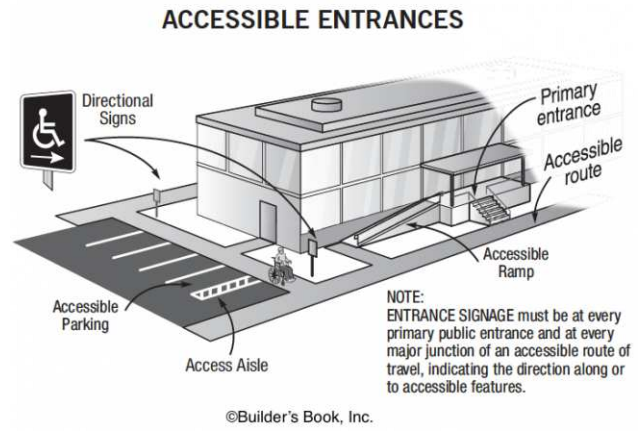 ACCESSIBLE ENTRANCES
Directional
Signs
Primary
entrance
Accessible
route
Accessible
Ramp
Accessible
Parking
Access Aisle
NOTE:
ENTRANCE SIGNAGE must be at every
primary public entrance and at every
major junction of an accessible route of
travel, indicating the direction along or
to accessible features.
©Builder's Book, Inc.